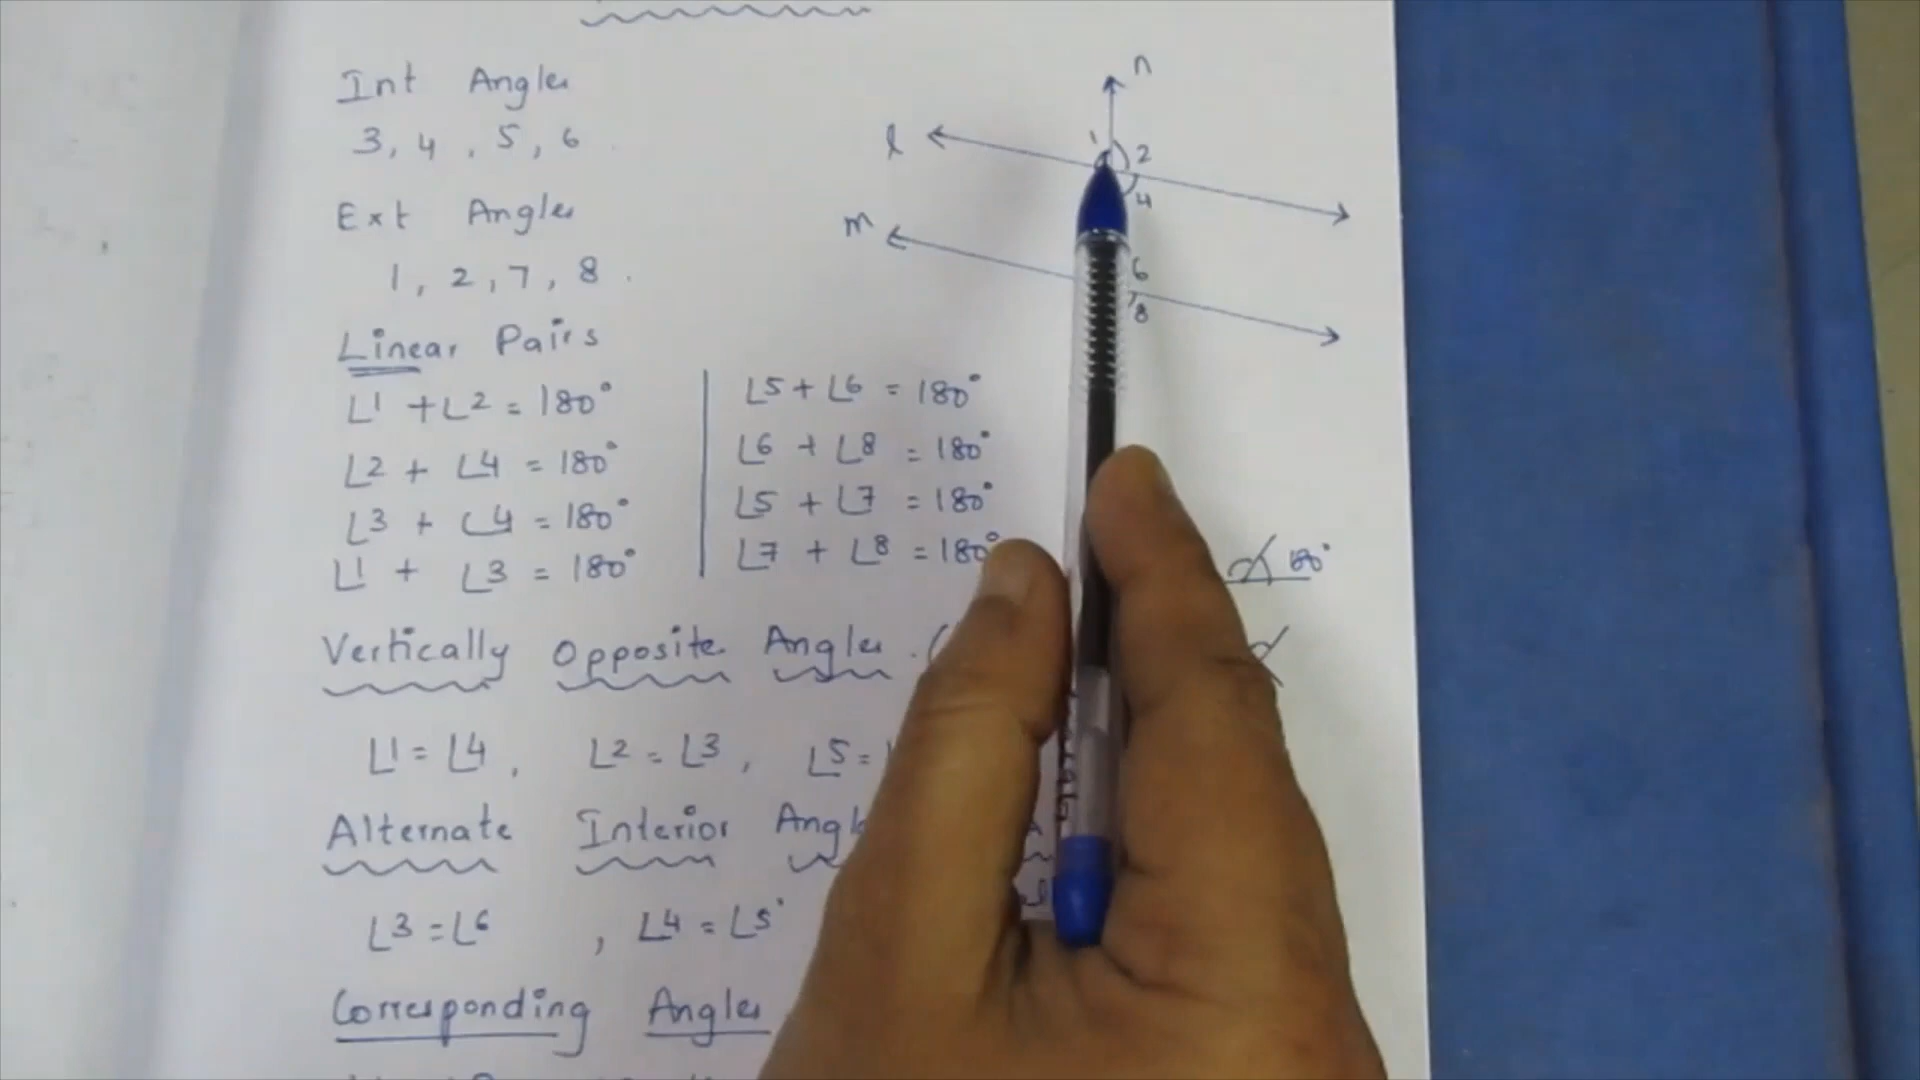 Int Angles
3, 4, 5, 6
Ext Angles
1, 2, 7, 8.
Linear Pairs
∠1 + ∠2 = 180°
∠2 + ∠4 = 180°
∠3 + ∠4 = 180°
∠1 + ∠3 = 180°
∠5 + ∠6 = 180°
∠6 + ∠8 = 180°
∠5 + ∠7 = 180°
∠7 + ∠8 = 180°
Vertically Opposite Angles. (
∠1 = ∠4, ∠2 = ∠3, ∠5 =
Alternate Interior
∠3 = ∠6, ∠4 = ∠5
Corresponding Angles
n
l
1
2
4
m
6
8
180°